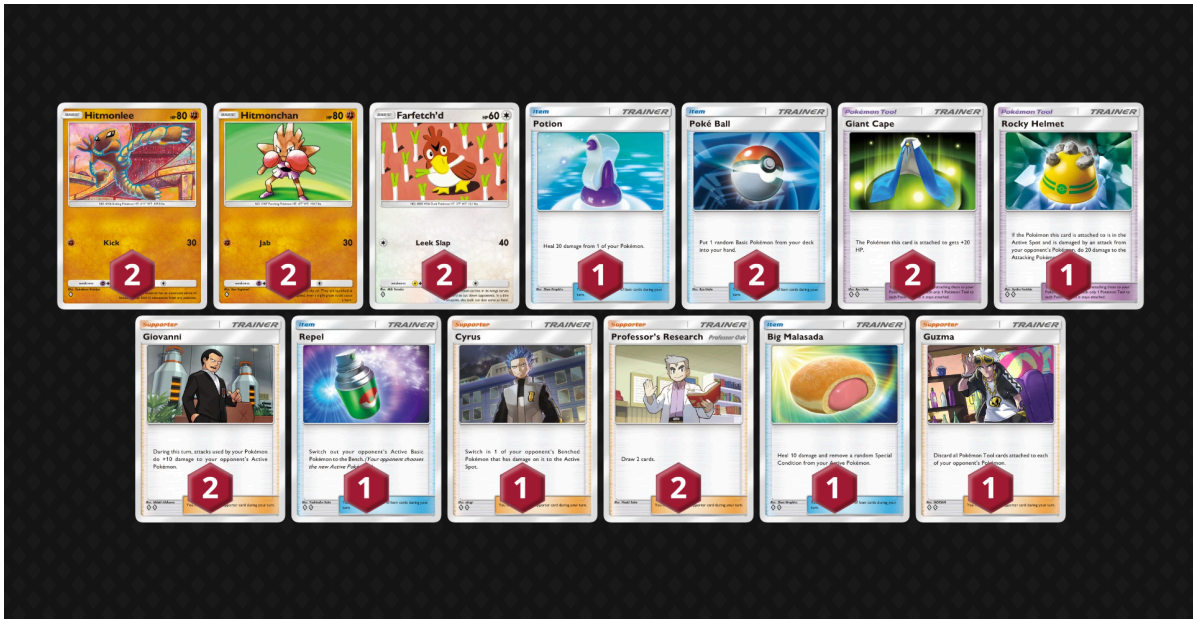 BASIC Hitmonlee HP 80
Kick 30
weakness
2
BASIC Hitmonchan HP 80
Jab 30
weakness
2
BASIC Farfetch'd HP 60
Leek Slap 40
weakness
2
Item TRAINER
Potion
Heal 20 damage from 1 of your Pokémon.
1
Item TRAINER
Poké Ball
Put 1 random Basic Pokémon from your deck
into your hand.
2
Pokémon Tool TRAINER
Giant Cape
The Pokémon this card is attached to gets +20
HP.
2
Pokémon Tool TRAINER
Rocky Helmet
If the Pokémon this card is attached to is in the
Active Spot and is damaged by an attack from
your opponent's Pokémon, do 20 damage to the
Attacking Pokémon.
1
Supporter TRAINER
Giovanni
During this turn, attacks used by your Pokémon
do +10 damage to your opponent's Active
Pokémon.
2
Item TRAINER
Repel
Switch out your opponent's Active Basic
Pokémon to the Bench. (Your opponent chooses
the new Active
1
Supporter TRAINER
Cyrus
Switch in 1 of your opponent's Benched
Pokémon that has damage on it to the Active
Spot.
1
Supporter TRAINER
Professor's Research Professor Oak
Draw 2 cards.
2
Item TRAINER
Big Malasada
Heal 10 damage and remove a random Special
Condition from your Active Pokémon.
1
Supporter TRAINER
Guzma
Discard all Pokémon Tool cards attached to each
of your opponent's Pokémon.
1